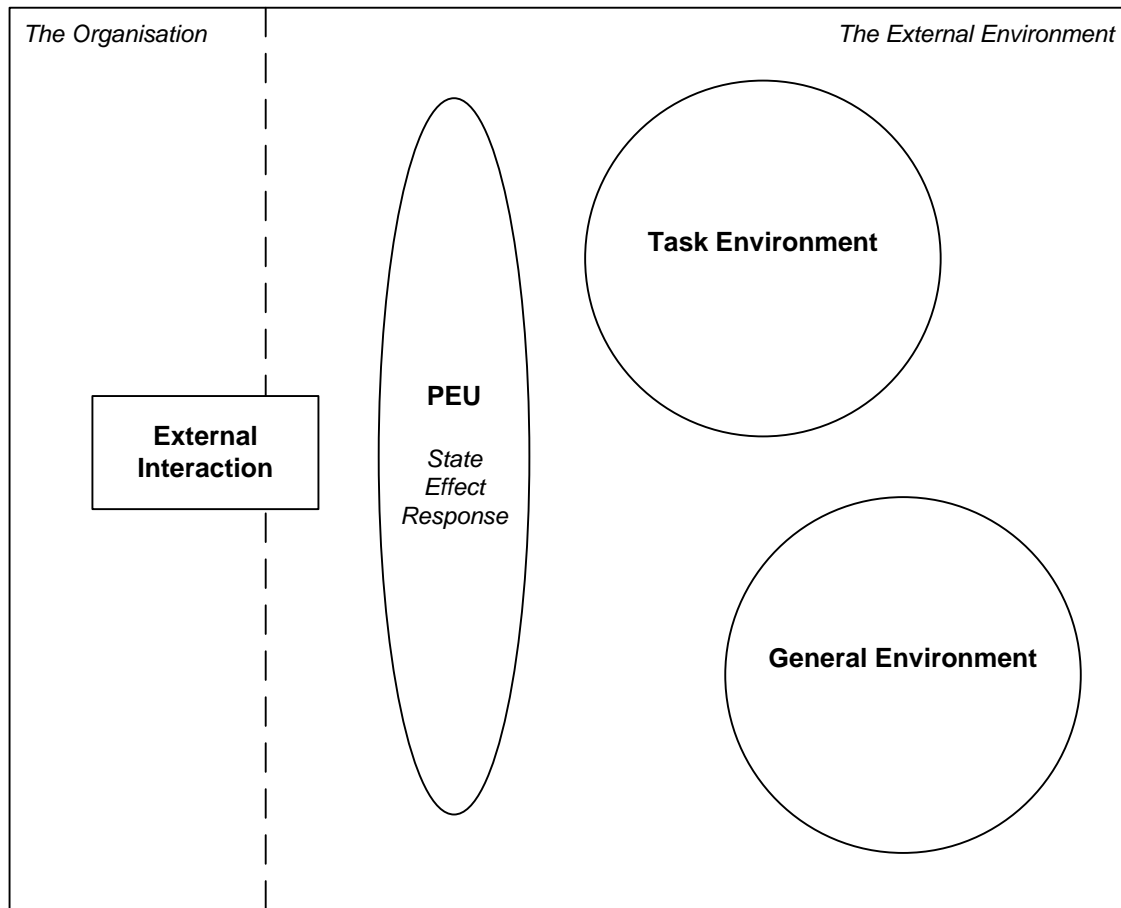 The Organisation
The External Environment
Task Environment
PEU
State
Effect
Response
External
Interaction
General Environment